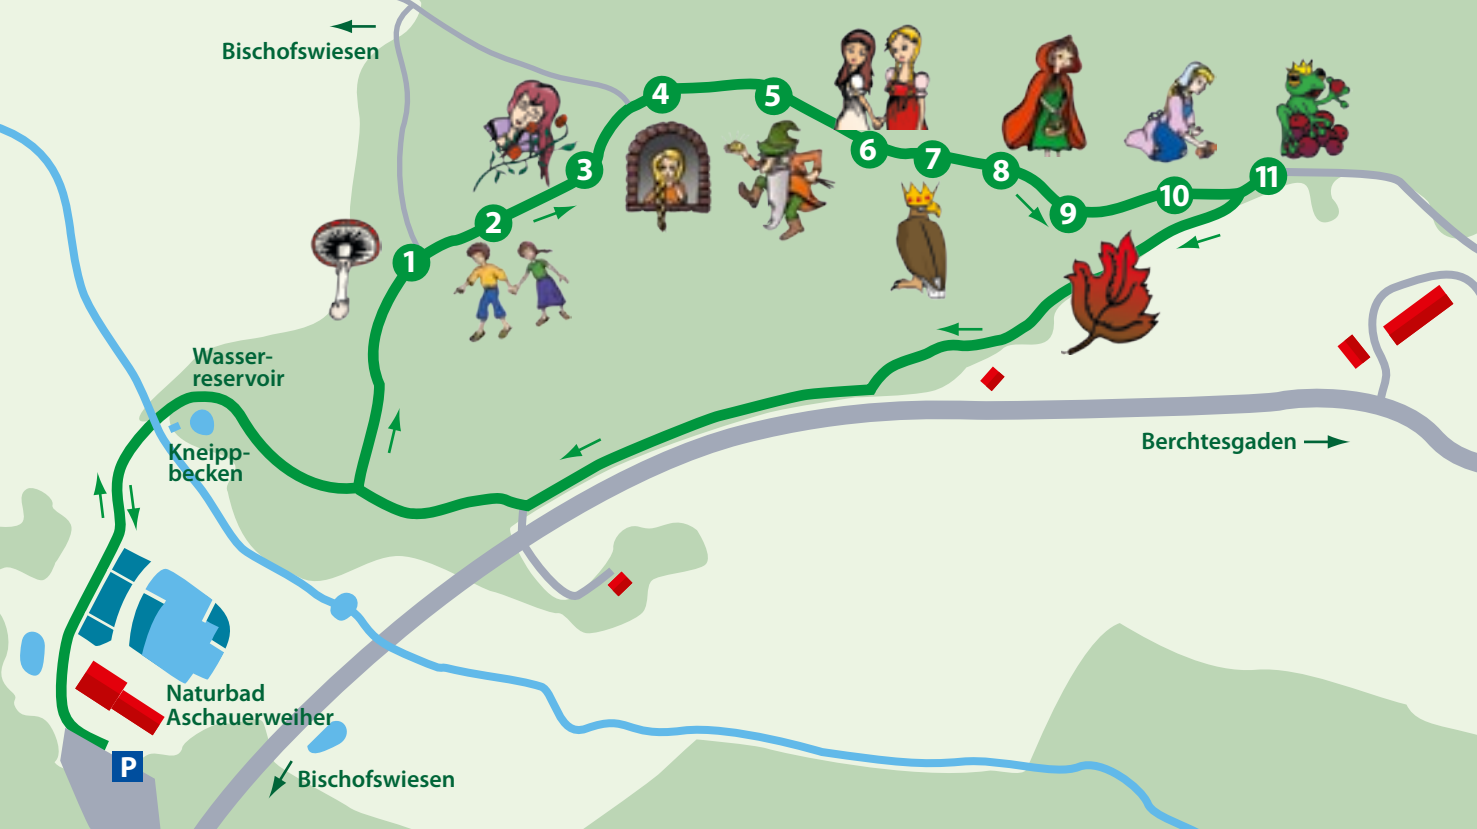 Bischofswiesen
4
5
6
7
3
8
11
10
9
2
1
Wasser-
reservoir
Kneipp-
becken
Berchtesgaden
Naturbad
Aschauerweiher
P
Bischofswiesen